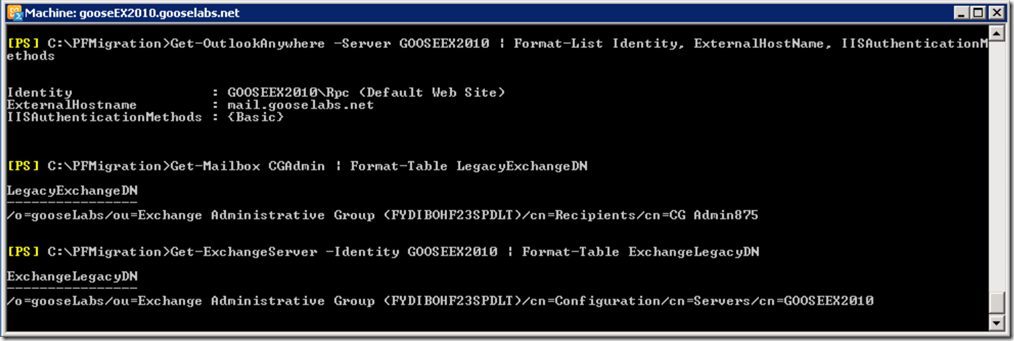 Machine: gooseEX2010.gooselabs.net
[PS] C:\PFMigration>Get-OutlookAnywhere -Server GOOSEEX2010 | Format-List Identity, ExternalHostName, IISAuthenticationM
ethods
Identity : GOOSEEX2010\Rpc (Default Web Site)
ExternalHostname : mail.gooselabs.net
IISAuthenticationMethods : {Basic}
[PS] C:\PFMigration>Get-Mailbox CGAdmin | Format-Table LegacyExchangeDN
LegacyExchangeDN
----------------
/o=gooseLabs/ou=Exchange Administrative Group (FYDIBOHF23SPDLT)/cn=Recipients/cn=CG Admin875
[PS] C:\PFMigration>Get-ExchangeServer -Identity GOOSEEX2010 | Format-Table ExchangeLegacyDN
ExchangeLegacyDN
----------------
/o=gooseLabs/ou=Exchange Administrative Group (FYDIBOHF23SPDLT)/cn=Configuration/cn=Servers/cn=GOOSEEX2010